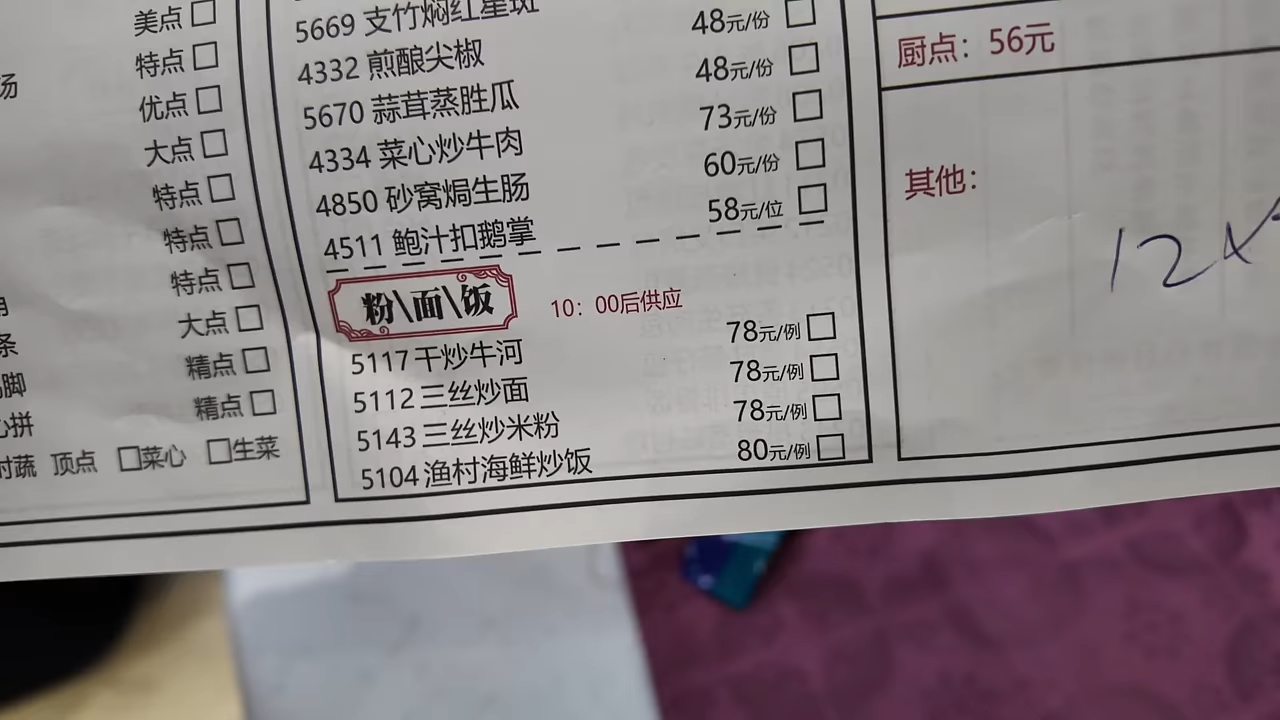 美点
特点
优点
大点
特点
特点
特点
大点
精点
精点
顶点 菜心 生菜
5669 支竹焖红星斑
4332 煎酿尖椒 48元/份
5670 蒜茸蒸胜瓜 48元/份
4334 菜心炒牛肉 73元/份
4850 砂窝焗生肠 60元/份
4511 鲍汁扣鹅掌 58元/位
粉\面\饭 10：00后供应
5117 干炒牛河 78元/例
5112 三丝炒面 78元/例
5143 三丝炒米粉 78元/例
5104 渔村海鲜炒饭 80元/例
厨点：56元
其他：
12